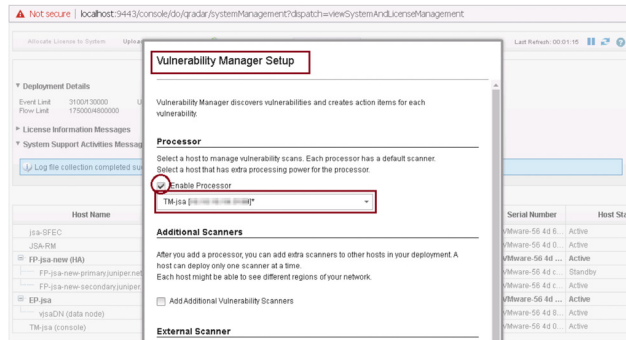 Not secure | localhost:9443/console/do/qradar/systemManagement?dispatch=viewSystemAndLicenseManagement
Allocate License to System Uploa
Last Refresh: 00:01:15
Vulnerability Manager Setup
Deployment Details
Event Limit 3100/130000 U
Flow Limit 175000/4800000
License Information Messages
System Support Activities Messag
Log file collection completed suc
Vulnerability Manager discovers vulnerabilities and creates action items for each
vulnerability.
Processor
Select a host to manage vulnerability scans. Each processor has a default scanner.
Select a host that has extra processing power for the processor.
Enable Processor
TM-jsa [ ]*
Additional Scanners
After you add a processor, you can add extra scanners to other hosts in your deployment. A
host can deploy only one scanner at a time.
Each host might be able to see different regions of your network.
Add Additional Vulnerability Scanners
External Scanner
Host Name Serial Number Host Sta
jsa-SFEC VMware-56 4d 6... Active
JSA-RM VMware-56 4d 0... Active
FP-jsa-new (HA) VMware-56 4d ... Active
FP-jsa-new-primary.juniper.net VMware-56 4d c... Standby
FP-jsa-new-secondary.juniper. VMware-56 4d c... Active
EP-jsa VMware-56 4d ... Active
vjsaDN (data node) VMware-56 4d 8... Active
TM-jsa (console) VMware-56 4d 0... Active